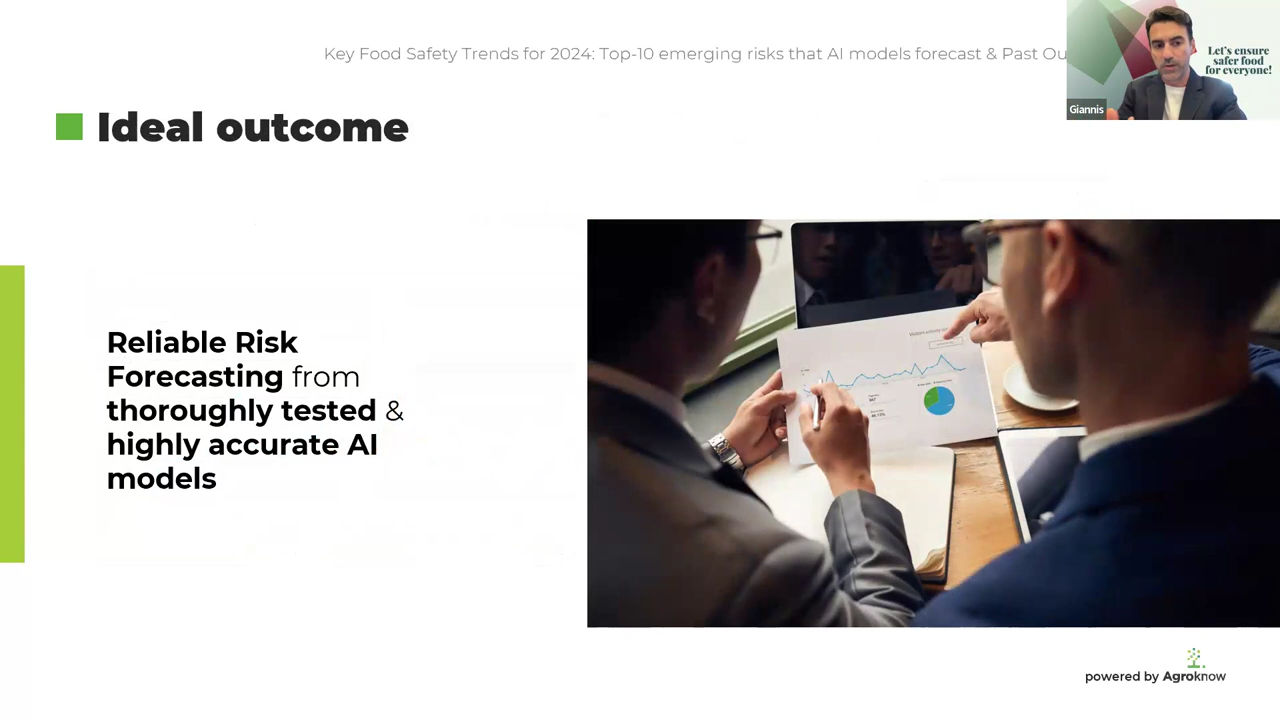 Key Food Safety Trends for 2024: Top-10 emerging risks that AI models forecast & Past Ou
Let's ensure
safer food
for everyone!
Giannis
Ideal outcome
Reliable Risk
Forecasting from
thoroughly tested &
highly accurate AI
models
powered by Agroknow